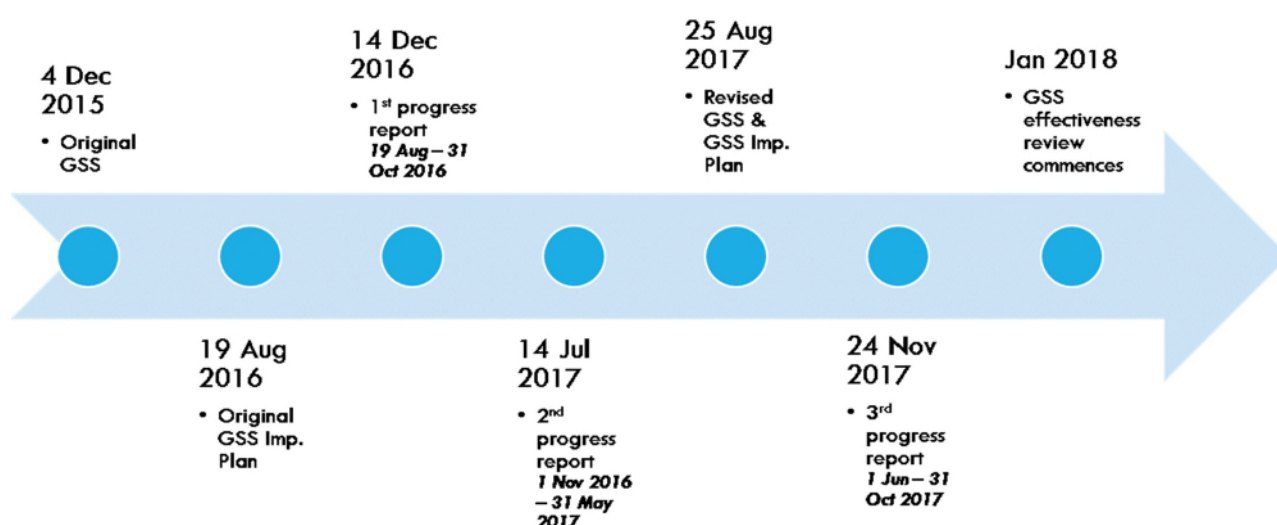 4 Dec
2015
• Original
GSS
19 Aug
2016
• Original
GSS Imp.
Plan
14 Dec
2016
• 1st progress
report
19 Aug – 31
Oct 2016
14 Jul
2017
• 2nd
progress
report
1 Nov 2016
– 31 May
2017
25 Aug
2017
• Revised
GSS &
GSS Imp.
Plan
24 Nov
2017
• 3rd
progress
report
1 Jun – 31
Oct 2017
Jan 2018
• GSS
effectiveness
review
commences